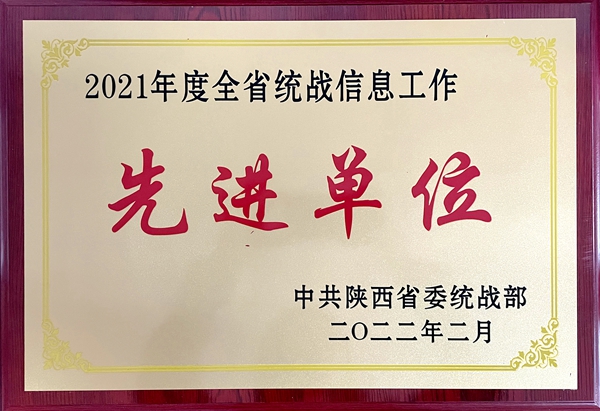 2021年度全省统战信息工作
先进单位
中共陕西省委统战部
二〇二二年二月